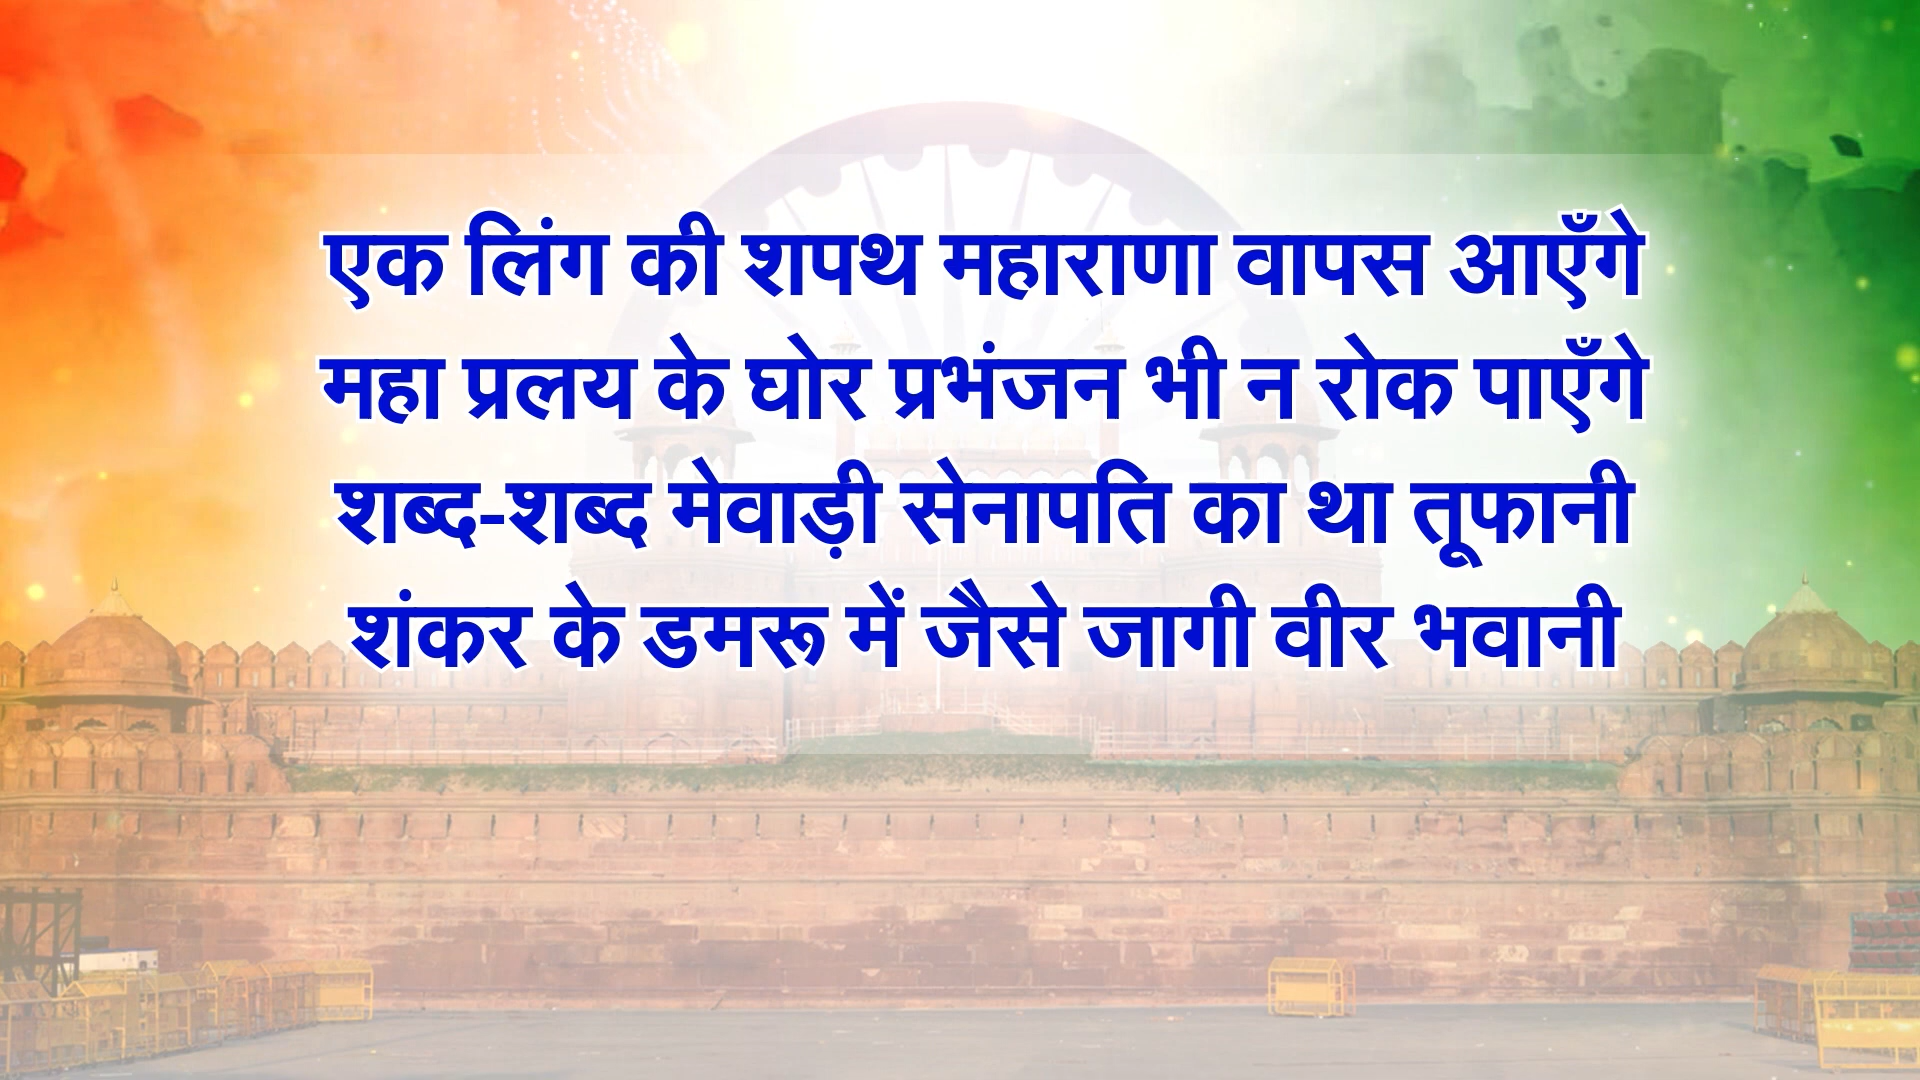 एक लिंग की शपथ महाराणा वापस आएँगे
महा प्रलय के घोर प्रभंजन भी न रोक पाएँगे
शब्द-शब्द मेवाड़ी सेनापति का था तूफानी
शंकर के डमरू में जैसे जागी वीर भवानी